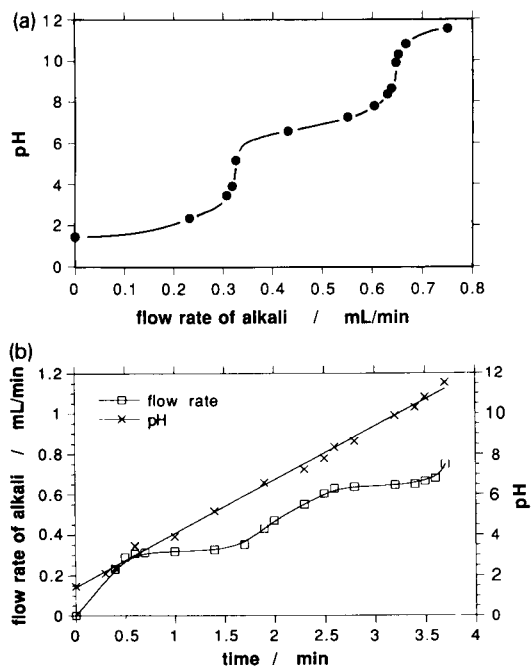 (a)
12
10
8
6
4
2
0
pH
0 0.1 0.2 0.3 0.4 0.5 0.6 0.7 0.8
flow rate of alkali / mL/min
(b)
1.2
1
0.8
0.6
0.4
0.2
0
flow rate of alkali / mL/min
flow rate
pH
12
10
8
6
4
2
0
pH
0 0.5 1 1.5 2 2.5 3 3.5 4
time / min